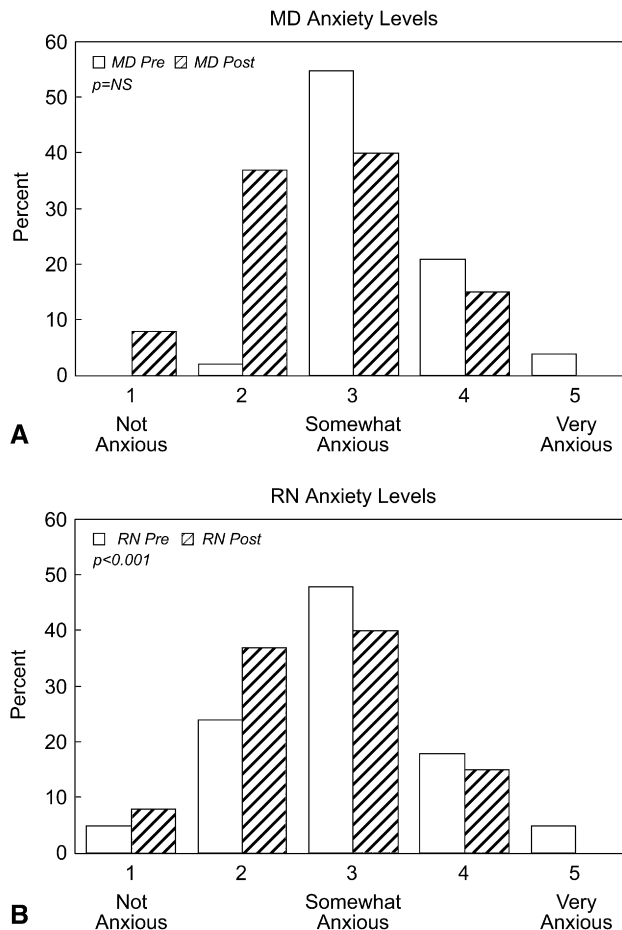 MD Anxiety Levels
60
50
40
30
20
10
0
Percent
MD Pre MD Post
p=NS
1 2 3 4 5
Not Anxious
Somewhat Anxious
Very Anxious
A
RN Anxiety Levels
60
50
40
30
20
10
0
Percent
RN Pre RN Post
p<0.001
1 2 3 4 5
Not Anxious
Somewhat Anxious
Very Anxious
B